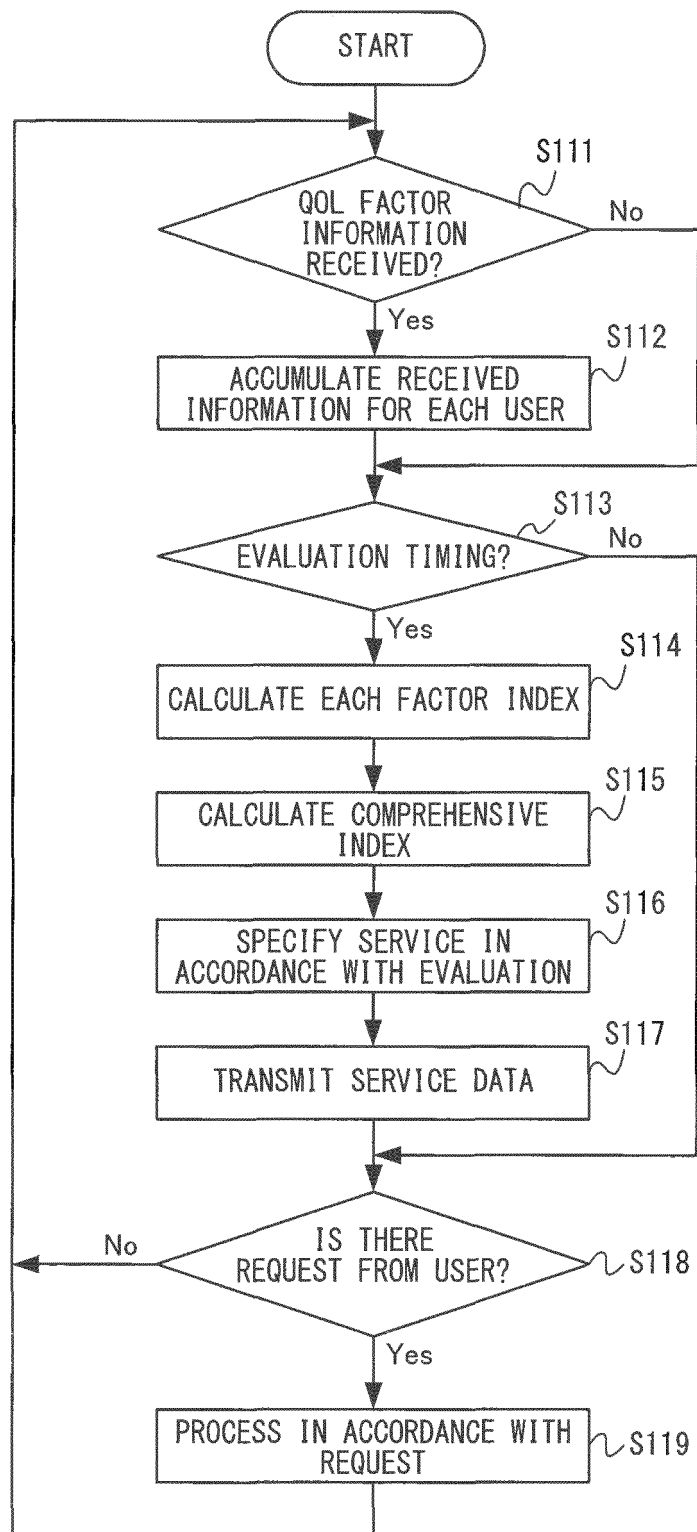 START
S111
QOL FACTOR
INFORMATION
RECEIVED?
No
Yes
S112
ACCUMULATE RECEIVED
INFORMATION FOR EACH USER
S113
EVALUATION TIMING?
No
Yes
S114
CALCULATE EACH FACTOR INDEX
S115
CALCULATE COMPREHENSIVE
INDEX
S116
SPECIFY SERVICE IN
ACCORDANCE WITH EVALUATION
S117
TRANSMIT SERVICE DATA
No
IS THERE
REQUEST FROM USER?
S118
Yes
PROCESS IN ACCORDANCE WITH
REQUEST
S119